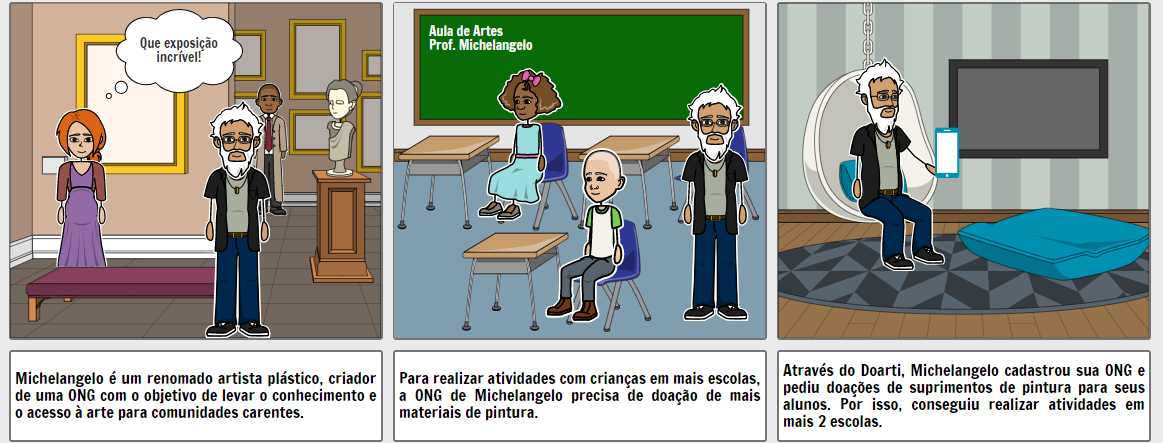 Que exposição
incrível!
Aula de Artes
Prof. Michelangelo
Michelangelo é um renomado artista plástico, criador
de uma ONG com o objetivo de levar o conhecimento e
o acesso à arte para comunidades carentes.
Para realizar atividades com crianças em mais escolas,
a ONG de Michelangelo precisa de doação de mais
materiais de pintura.
Através do Doarti, Michelangelo cadastrou sua ONG e
pediu doações de suprimentos de pintura para seus
alunos. Por isso, conseguiu realizar atividades em
mais 2 escolas.